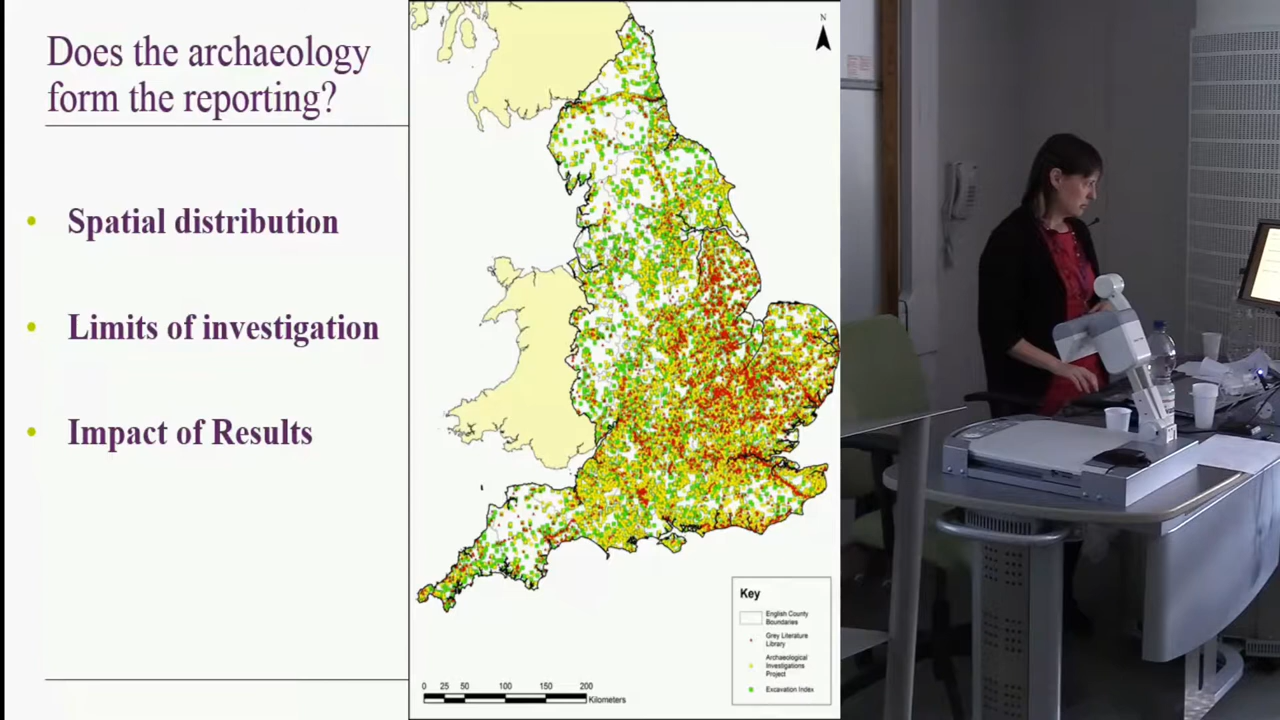 Does the archaeology
form the reporting?
• Spatial distribution
• Limits of investigation
• Impact of Results
N
Key
English County
Boundaries
Grey Literature
Library
Archaeological
Investigations
Project
Excavation Index
0 25 50 100 150 200
Kilometers